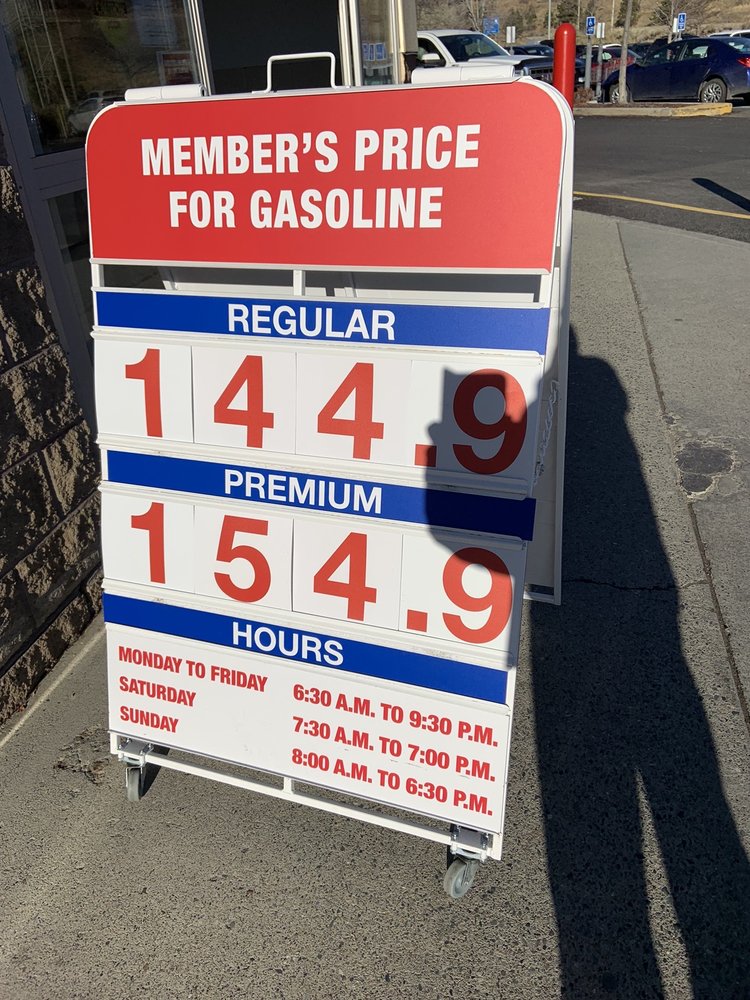 MEMBER'S PRICE
FOR GASOLINE
REGULAR
144.9
PREMIUM
154.9
HOURS
MONDAY TO FRIDAY 6:30 A.M. TO 9:30 P.M.
SATURDAY 7:30 A.M. TO 7:00 P.M.
SUNDAY 8:00 A.M. TO 6:30 P.M.